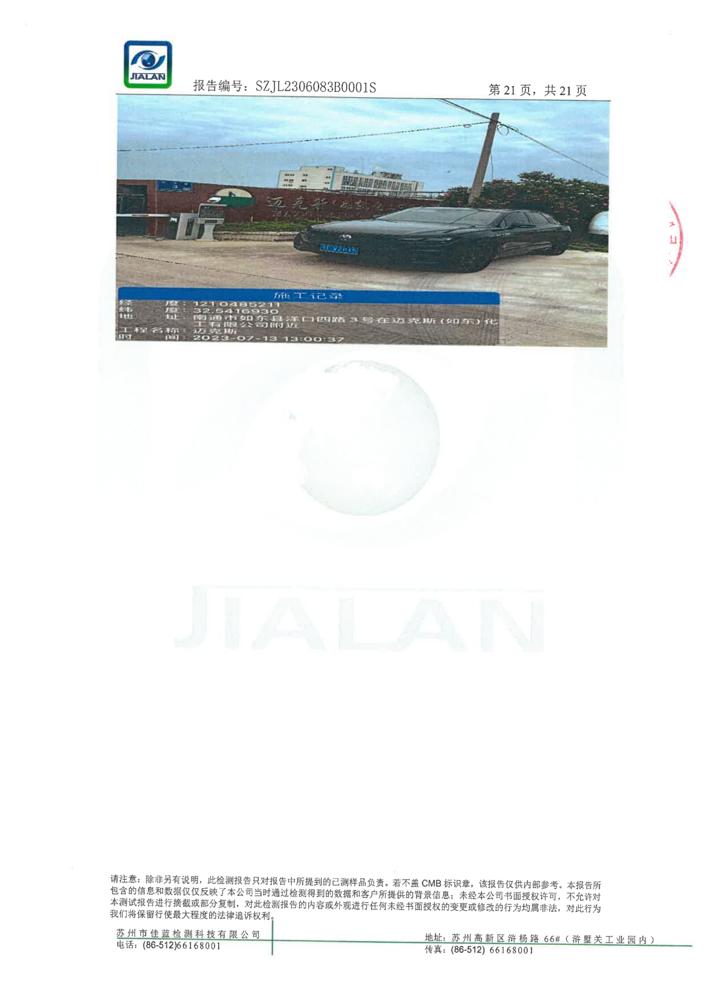 JIALAN
报告编号：SZJL2306083B0001S
第 21 页，共 21 页
迈克斯（如东）
施工记录
经 度：121.0485211
纬 度：32.5416930
地 址：南通市如东县洋口四路3号在迈克斯(如东)化
工有限公司附近
工程名称：迈克斯
时 间：2023-07-13 13:00:37
JIALAN
请注意：除非另有说明，此检测报告只对报告中所提到的已测样品负责。若不盖 CMB 标识章，该报告仅供内部参考。本报告所
包含的信息和数据仅仅反映了本公司当时通过检测得到的数据和客户所提供的背景信息；未经本公司书面授权许可，不允许对
本测试报告进行摘截或部分复制，对此检测报告的内容或外观进行任何未经书面授权的变更或修改的行为均属非法，对此行为
我们将保留行使最大程度的法律追诉权利。
苏州市佳蓝检测科技有限公司
电话：(86-512)66168001
地址：苏州高新区浒杨路 66#（浒墅关工业园内）
传真：(86-512) 66168001